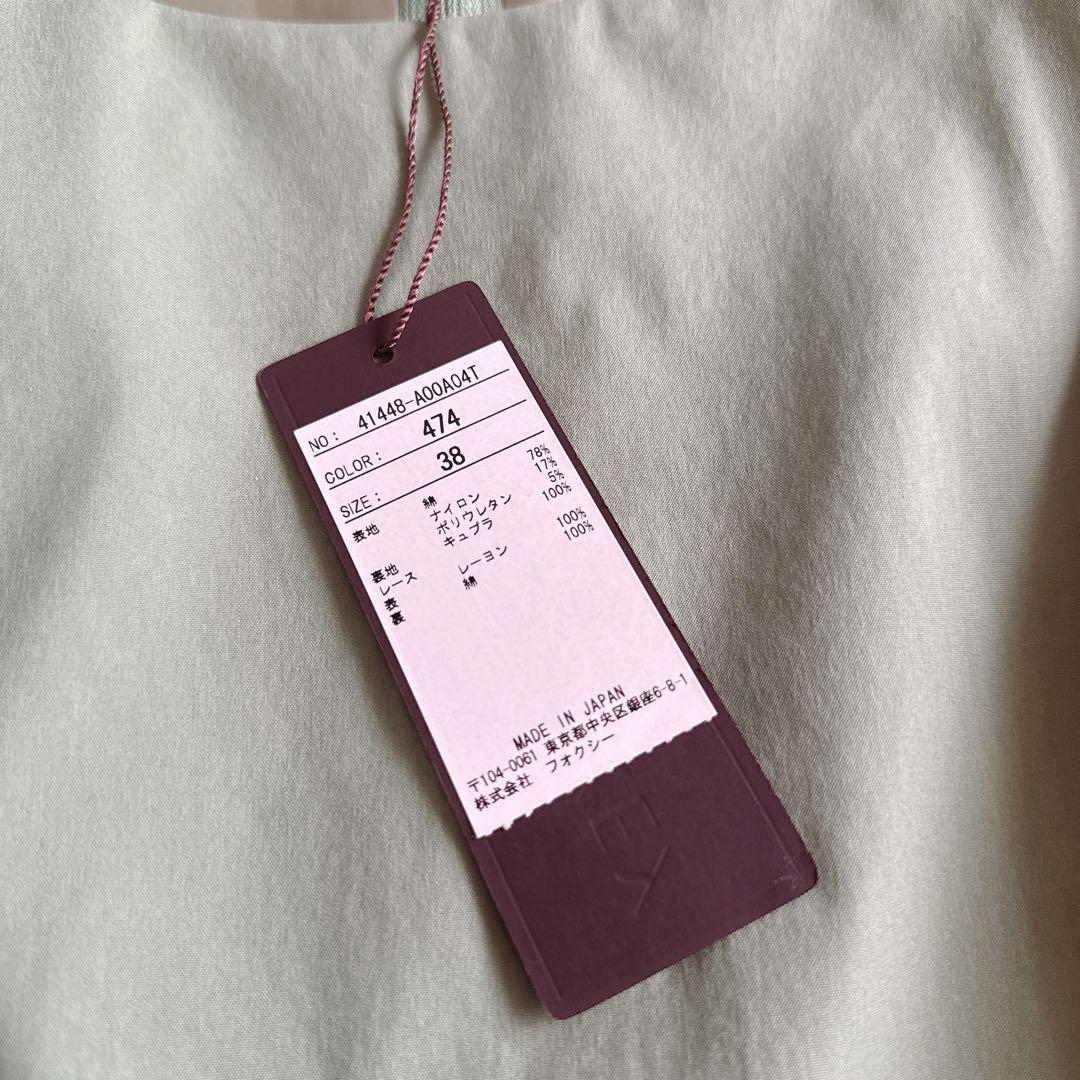 NO: 41448-A00A04T
COLOR: 474
SIZE: 38
表地 綿 78%
ナイロン 17%
ポリウレタン 5%
裏地 キュプラ 100%
レース
表 レーヨン 100%
裏 綿 100%
MADE IN JAPAN
〒104-0061 東京都中央区銀座6-8-1
株式会社 フォクシー